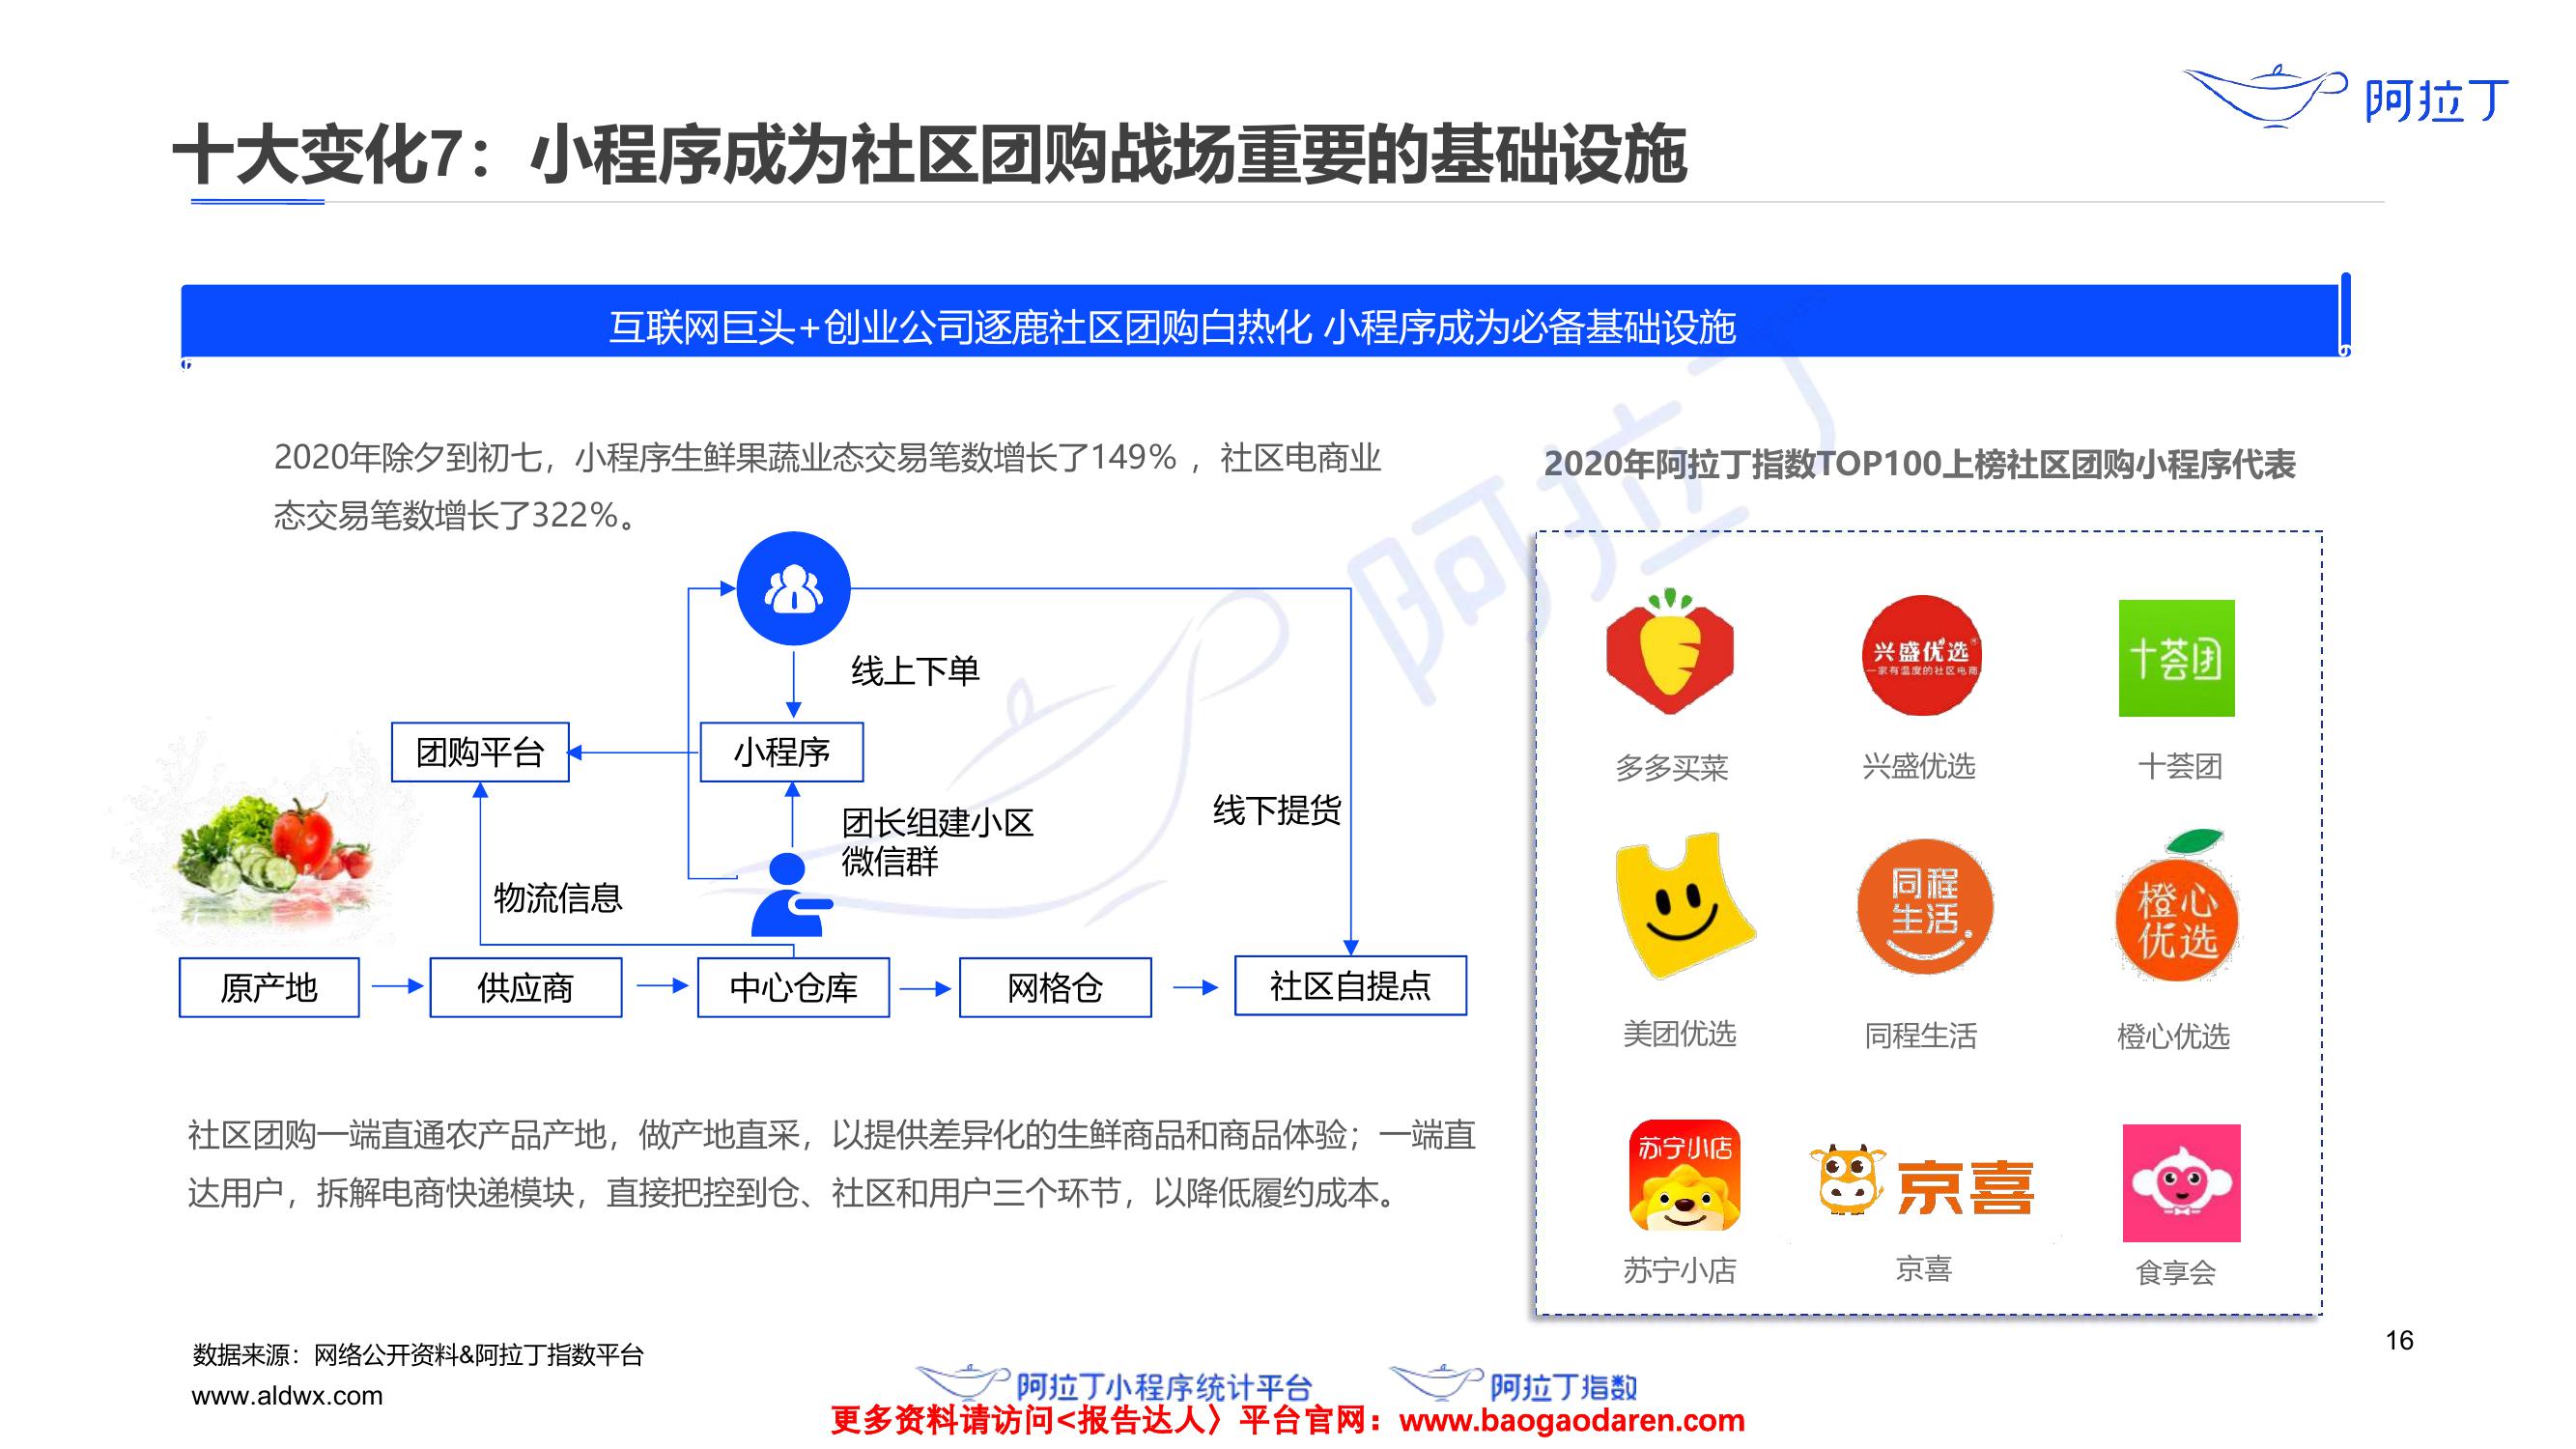 阿拉丁
十大变化7：小程序成为社区团购战场重要的基础设施
互联网巨头+创业公司逐鹿社区团购白热化 小程序成为必备基础设施
2020年除夕到初七，小程序生鲜果蔬业态交易笔数增长了149% ，社区电商业
态交易笔数增长了322%。
线上下单
团购平台
小程序
团长组建小区
微信群
线下提货
物流信息
原产地
供应商
中心仓库
网格仓
社区自提点
社区团购一端直通农产品产地，做产地直采，以提供差异化的生鲜商品和商品体验；一端直
达用户，拆解电商快递模块，直接把控到仓、社区和用户三个环节，以降低履约成本。
2020年阿拉丁指数TOP100上榜社区团购小程序代表
兴盛优选
一家有温度的社区电商
十荟团
多多买菜
兴盛优选
十荟团
同程
生活
橙心
优选
美团优选
同程生活
橙心优选
苏宁小店
京喜
苏宁小店
京喜
食享会
阿拉丁
数据来源：网络公开资料&阿拉丁指数平台
www.aldwx.com
阿拉丁小程序统计平台
阿拉丁指数
更多资料请访问<报告达人〉平台官网：www.baogaodaren.com
16